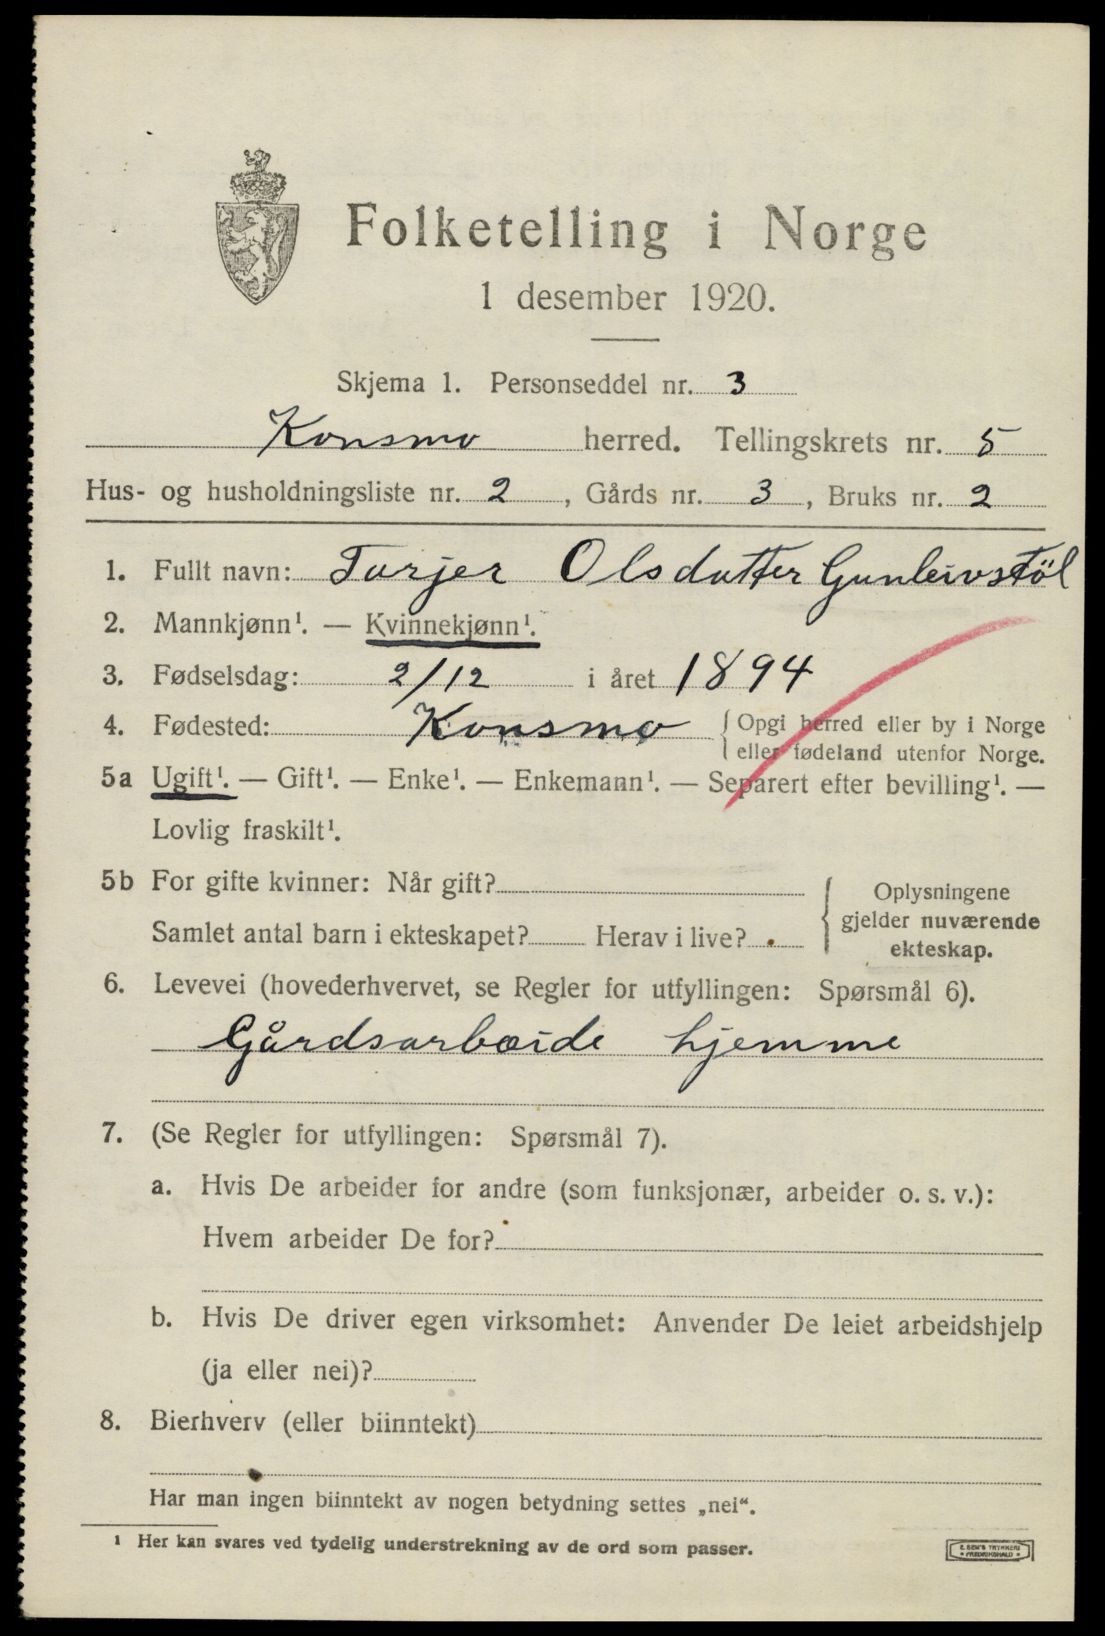 Folketelling i Norge
1 desember 1920.
Skjema 1. Personseddel nr. 3
Konsmo herred. Tellingskrets nr. 5
Hus- og husholdningsliste nr. 2, Gårds nr. 3, Bruks nr. 2
1. Fullt navn: Tarjer Olsdatter Gunleivstöl
2. Mannkjønn¹. — Kvinnekjønn¹.
3. Fødselsdag: 2/12 i året 1894
4. Fødested: Konsmo { Opgi herred eller by i Norge
eller fødeland utenfor Norge.
5a Ugift¹. — Gift¹. — Enke¹. — Enkemann¹. — Separert efter bevilling¹. —
Lovlig fraskilt¹.
5b For gifte kvinner: Når gift?
Samlet antal barn i ekteskapet? Herav i live?
{ Oplysningene
gjelder nuværende
ekteskap.
6. Levevei (hovederhvervet, se Regler for utfyllingen: Spørsmål 6).
Gårdsarbæide hjemme
7. (Se Regler for utfyllingen: Spørsmål 7).
a. Hvis De arbeider for andre (som funksjonær, arbeider o. s. v.):
Hvem arbeider De for?
b. Hvis De driver egen virksomhet: Anvender De leiet arbeidshjelp
(ja eller nei)?
8. Bierhverv (eller biinntekt)
Har man ingen biinntekt av nogen betydning settes „nei“.
¹ Her kan svares ved tydelig understrekning av de ord som passer.
E. SEM'S TRYKKERI
FREDRIKSHALD